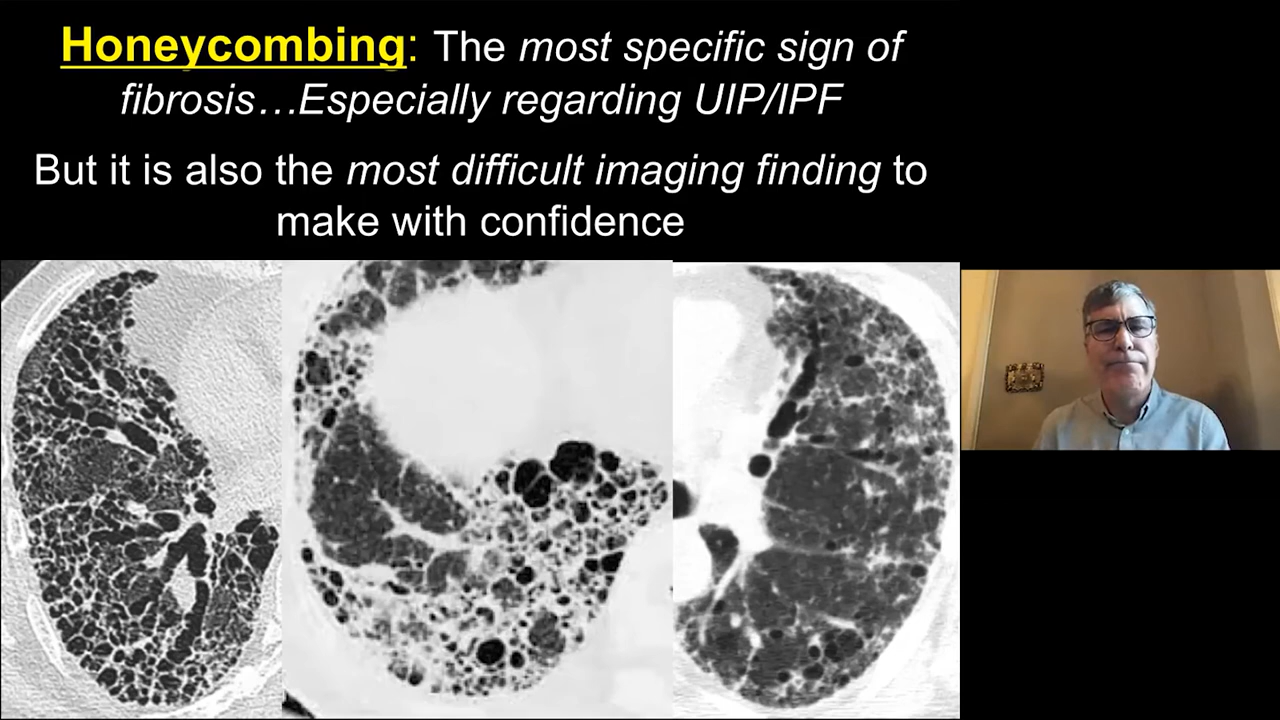 Honeycombing: The most specific sign of
fibrosis…Especially regarding UIP/IPF
But it is also the most difficult imaging finding to
make with confidence